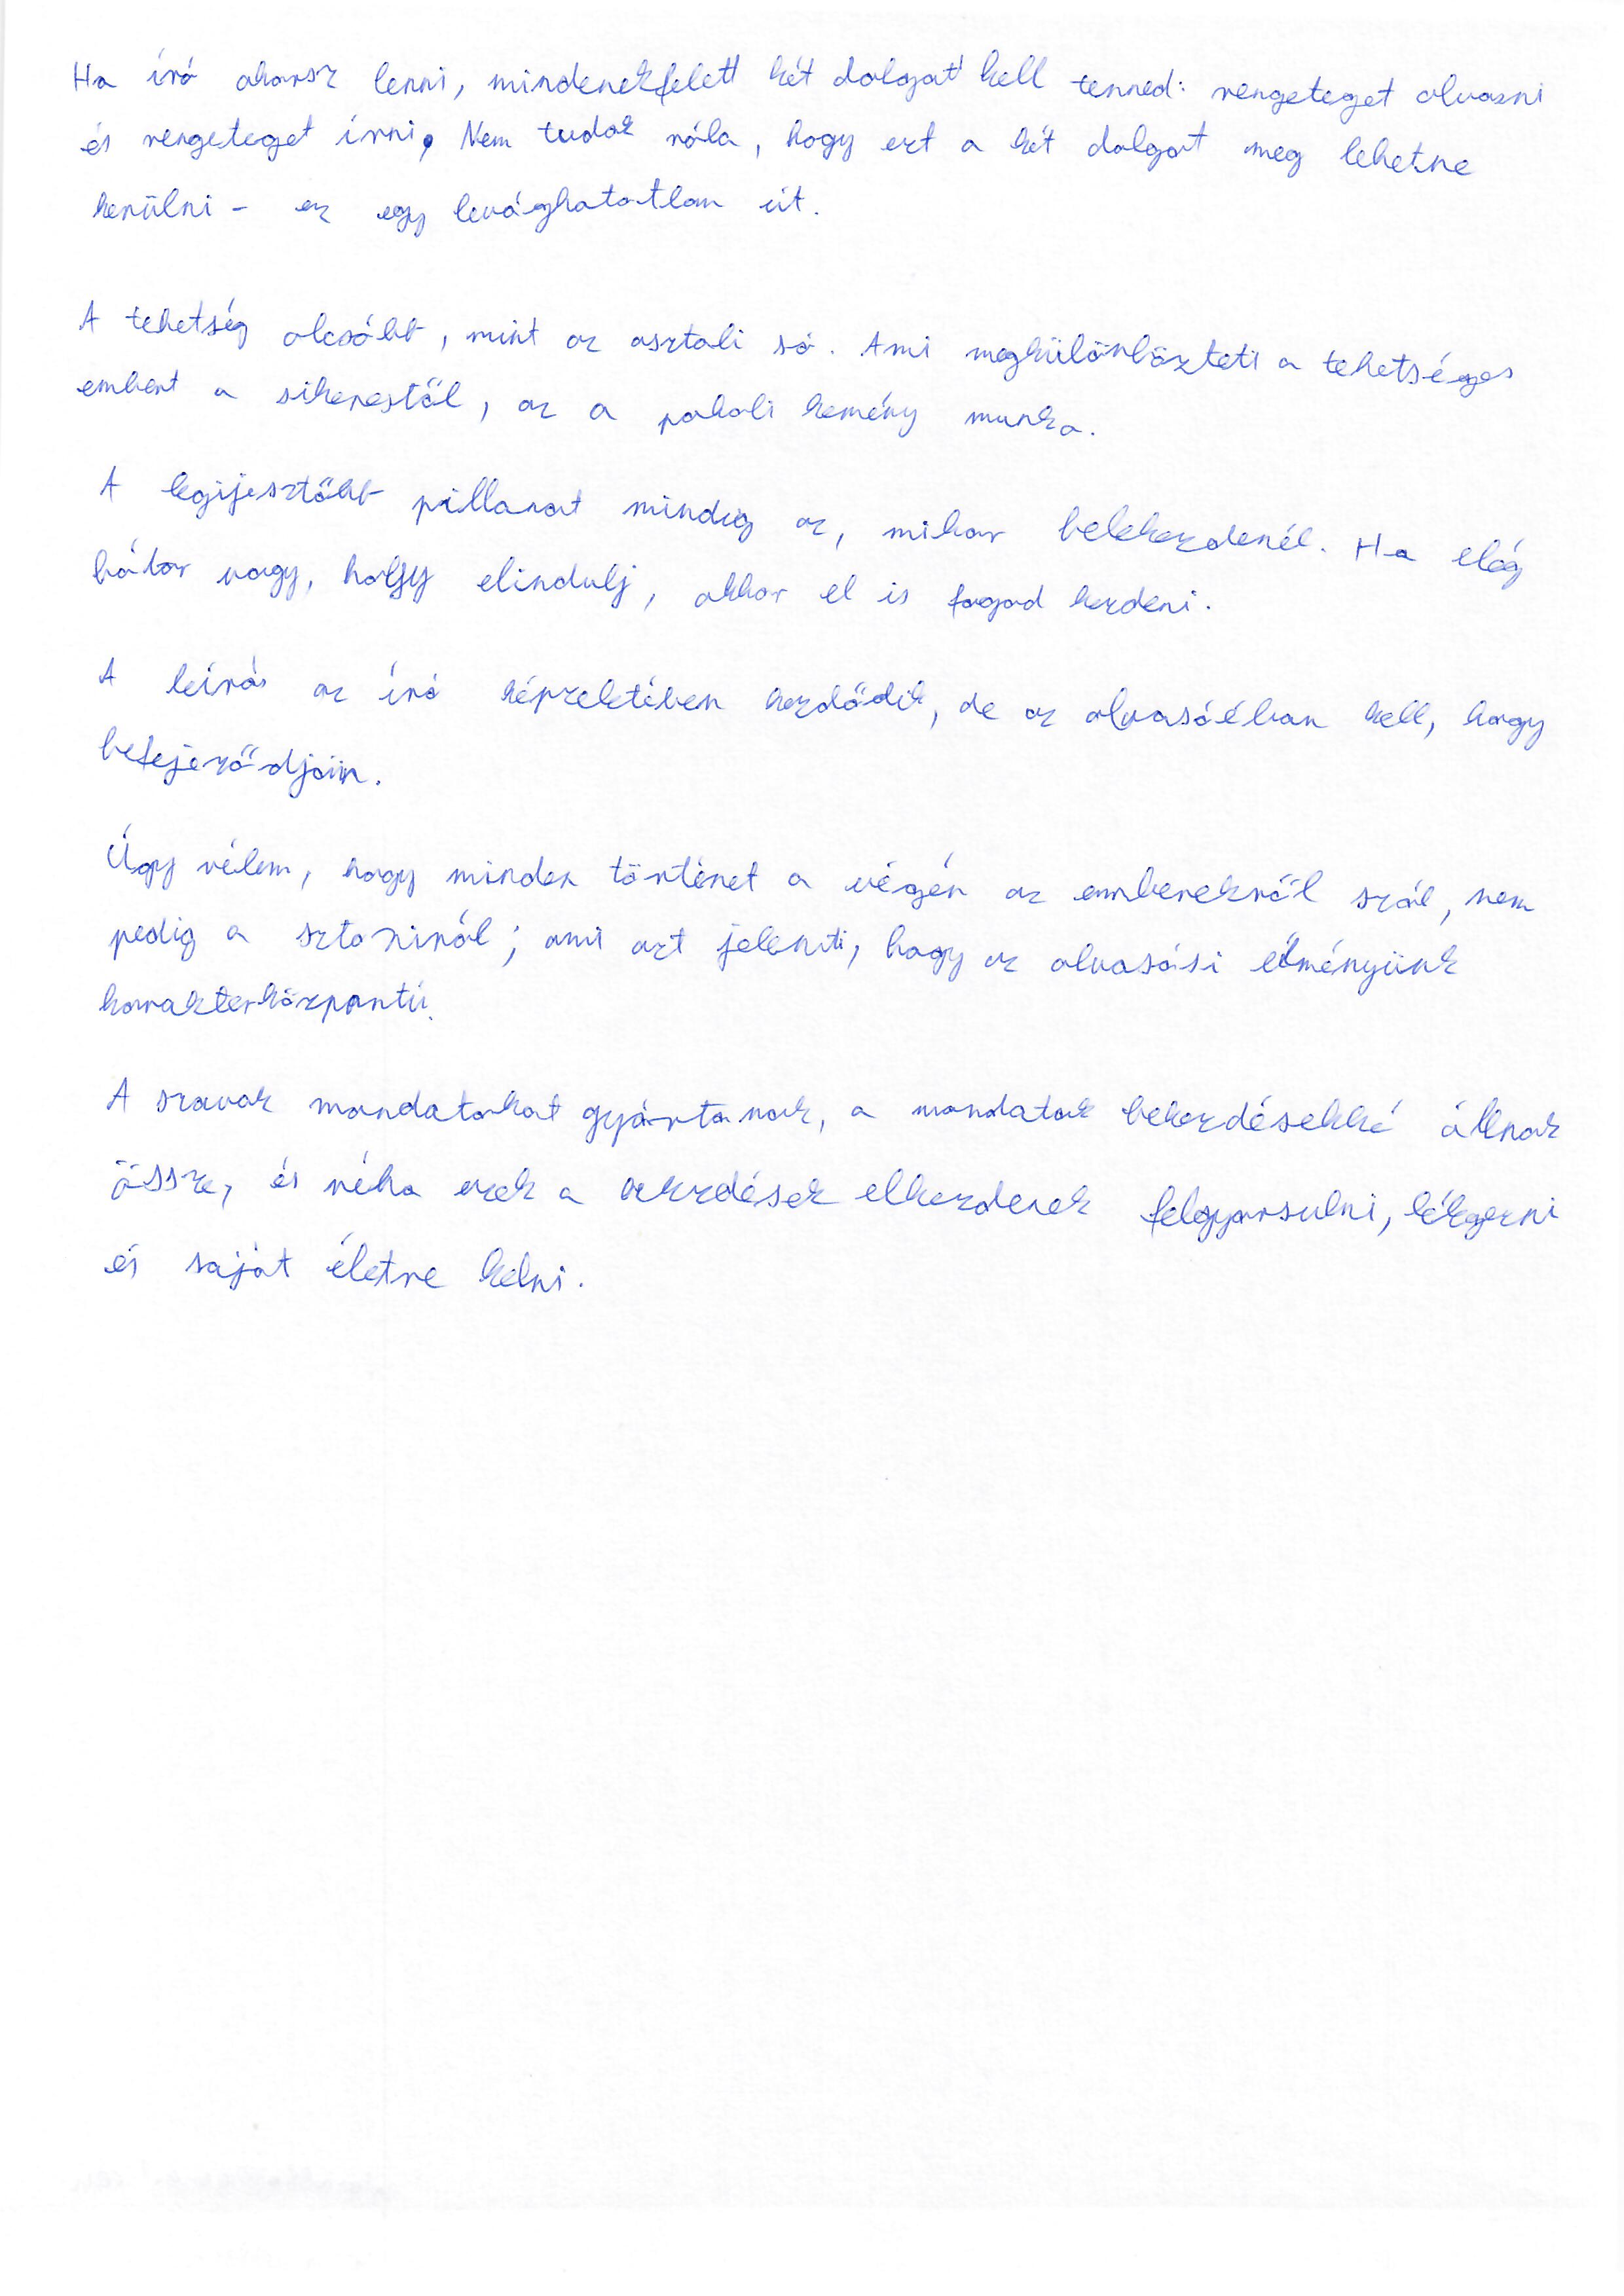 Ha író akarsz lenni, mindenekfelett két dolgot kell tenned: rengeteget olvasni
és rengeteget írni. Nem tudok róla, hogy ezt a két dolgot meg lehetne
kerülni - ez egy levághatatlan út.
A tehetség olcsóbb, mint az asztali só. Ami megkülönbözteti a tehetséges
embert a sikerestől, az a pokoli kemény munka.
A legijesztőbb pillanat mindig az, mikor belekezdenél. Ha elég
bátor vagy, hogy elindulj, akkor el is fogod kezdeni.
A leírás az író képzeletében kezdődik, de az olvasóéban kell, hogy
befejeződjön.
Úgy vélem, hogy minden történet a végén az emberekről szól, nem
pedig a sztoriról; ami azt jelenti, hogy az olvasási élményünk
karakterközpontú.
A szavak mondatokat gyártanak, a mondatok bekezdésekké állnak
össze, és néha ezek a bekezdések elkezdenek felgyorsulni, lélegezni
és saját életre kelni.